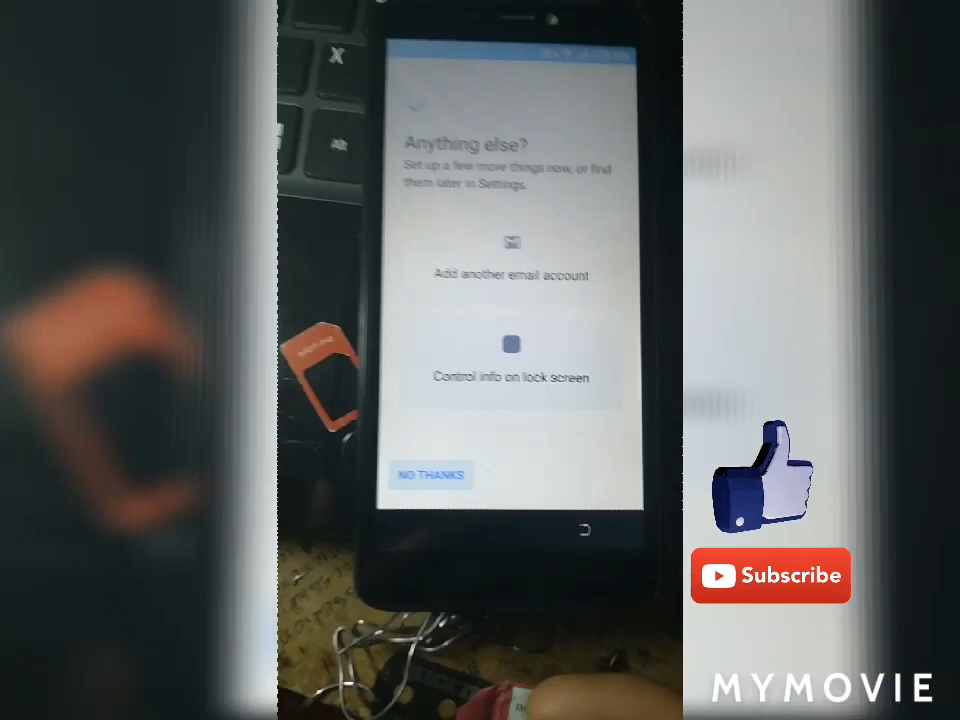 X
Alt
Anything else?
Set up a few more things now, or find
them later in Settings.
Add another email account
Control info on lock screen
NO THANKS
Subscribe
MYMOVIE